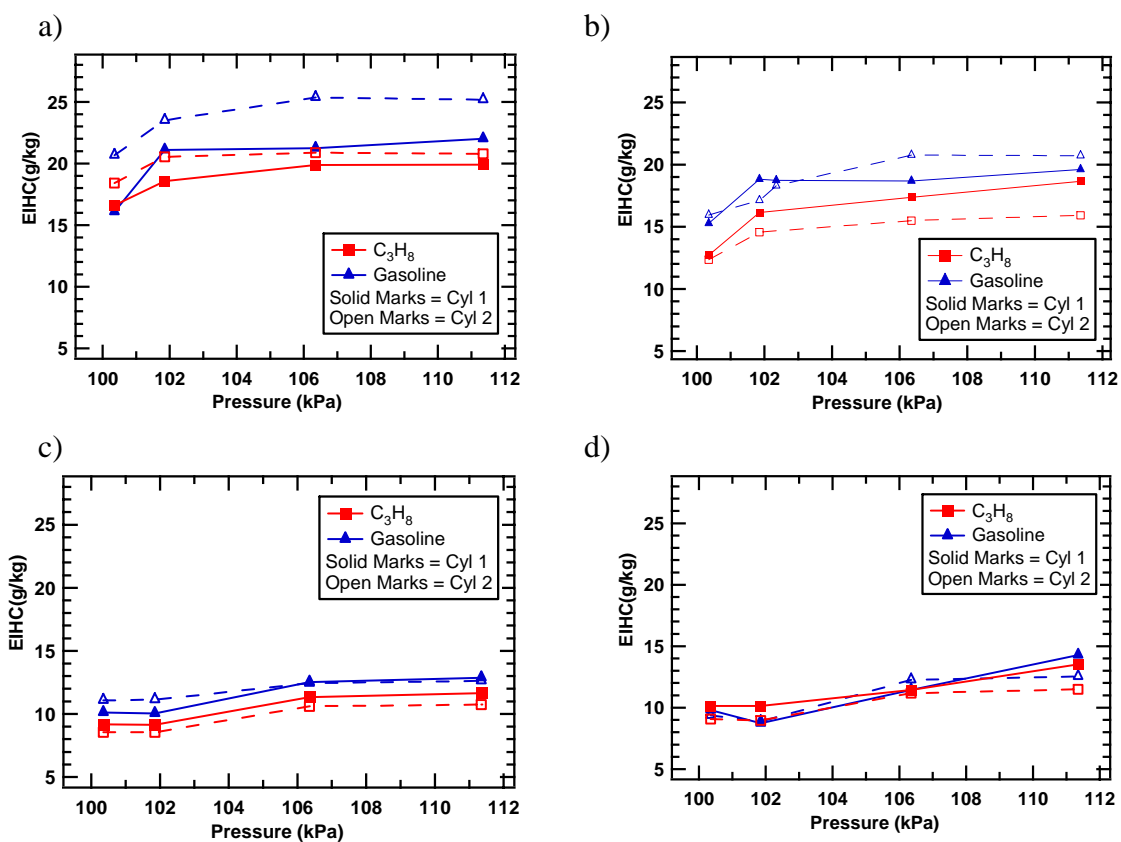 a)
EIHC(g/kg)
25
20
15
10
5
100 102 104 106 108 110 112
Pressure (kPa)
C3H8
Gasoline
Solid Marks = Cyl 1
Open Marks = Cyl 2
b)
EIHC(g/kg)
25
20
15
10
5
100 102 104 106 108 110 112
Pressure (kPa)
C3H8
Gasoline
Solid Marks = Cyl 1
Open Marks = Cyl 2
c)
EIHC(g/kg)
25
20
15
10
5
100 102 104 106 108 110 112
Pressure (kPa)
C3H8
Gasoline
Solid Marks = Cyl 1
Open Marks = Cyl 2
d)
EIHC(g/kg)
25
20
15
10
5
100 102 104 106 108 110 112
Pressure (kPa)
C3H8
Gasoline
Solid Marks = Cyl 1
Open Marks = Cyl 2